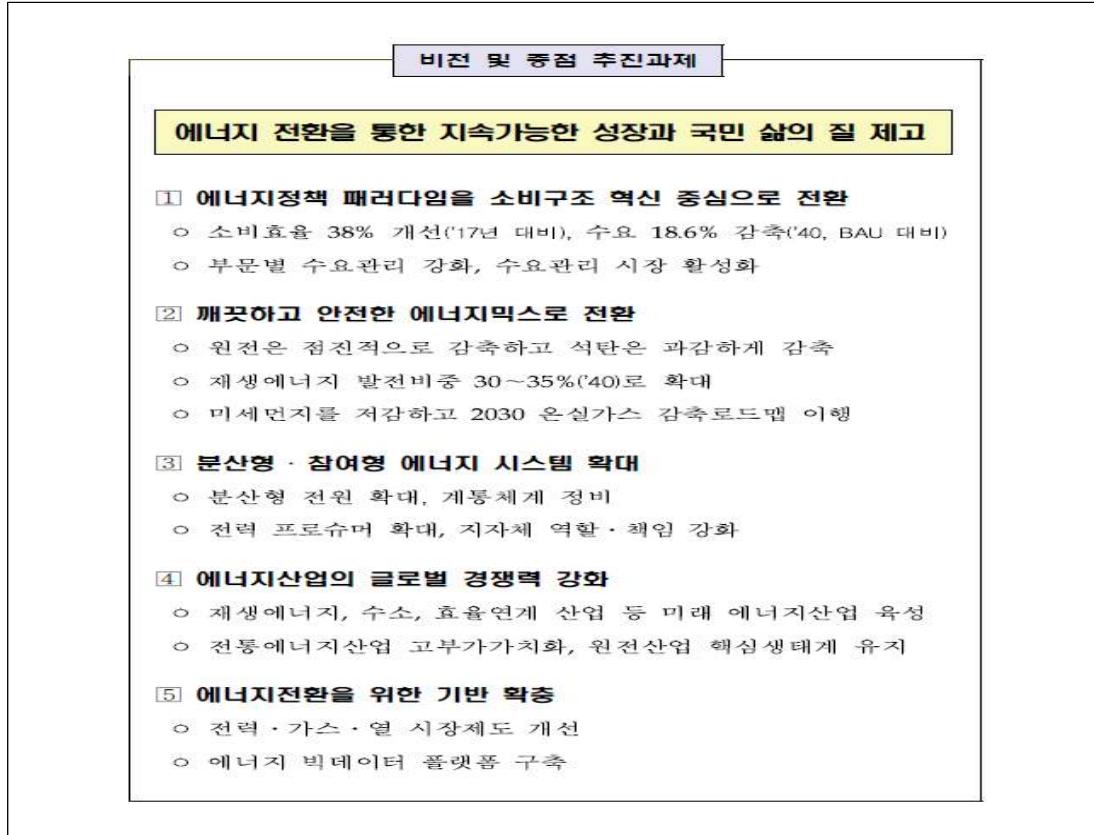 비전 및 중점 추진과제
에너지 전환을 통한 지속가능한 성장과 국민 삶의 질 제고
1 에너지정책 패러다임을 소비구조 혁신 중심으로 전환
○ 소비효율 38% 개선('17년 대비), 수요 18.6% 감축('40, BAU 대비)
○ 부문별 수요관리 강화, 수요관리 시장 활성화
2 깨끗하고 안전한 에너지믹스로 전환
○ 원전은 점진적으로 감축하고 석탄은 과감하게 감축
○ 재생에너지 발전비중 30~35%('40)로 확대
○ 미세먼지를 저감하고 2030 온실가스 감축로드맵 이행
3 분산형 · 참여형 에너지 시스템 확대
○ 분산형 전원 확대, 계통체계 정비
○ 전력 프로슈머 확대, 지자체 역할 · 책임 강화
4 에너지산업의 글로벌 경쟁력 강화
○ 재생에너지, 수소, 효율연계 산업 등 미래 에너지산업 육성
○ 전통에너지산업 고부가가치화, 원전산업 핵심생태계 유지
5 에너지전환을 위한 기반 확충
○ 전력 · 가스 · 열 시장제도 개선
○ 에너지 빅데이터 플랫폼 구축